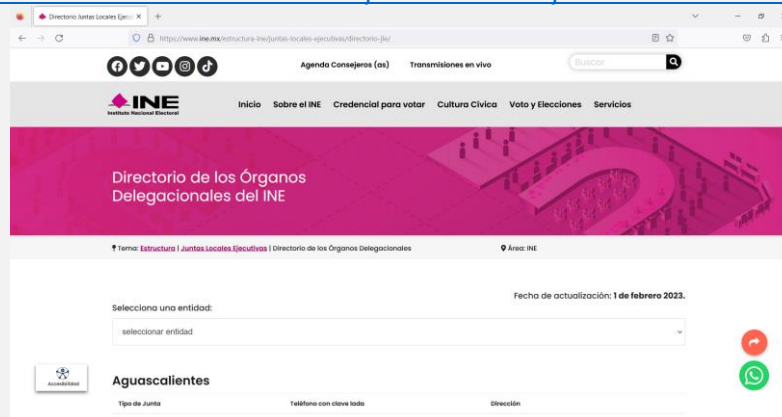 Directorio Juntas Locales Ejecu
https://www.ine.mx/estructura-ine/juntas-locales-ejecutivas/directorio-jle/
Agenda Consejeros (as) Transmisiones en vivo Buscar
INE
Instituto Nacional Electoral
Inicio Sobre el INE Credencial para votar Cultura Cívica Voto y Elecciones Servicios
Directorio de los Órganos
Delegacionales del INE
Tema: Estructura | Juntas Locales Ejecutivas | Directorio de los Órganos Delegacionales Área: INE
Fecha de actualización: 1 de febrero 2023.
Selecciona una entidad:
seleccionar entidad
Accesibilidad
Aguascalientes
Tipo de Junta Teléfono con clave lada Dirección